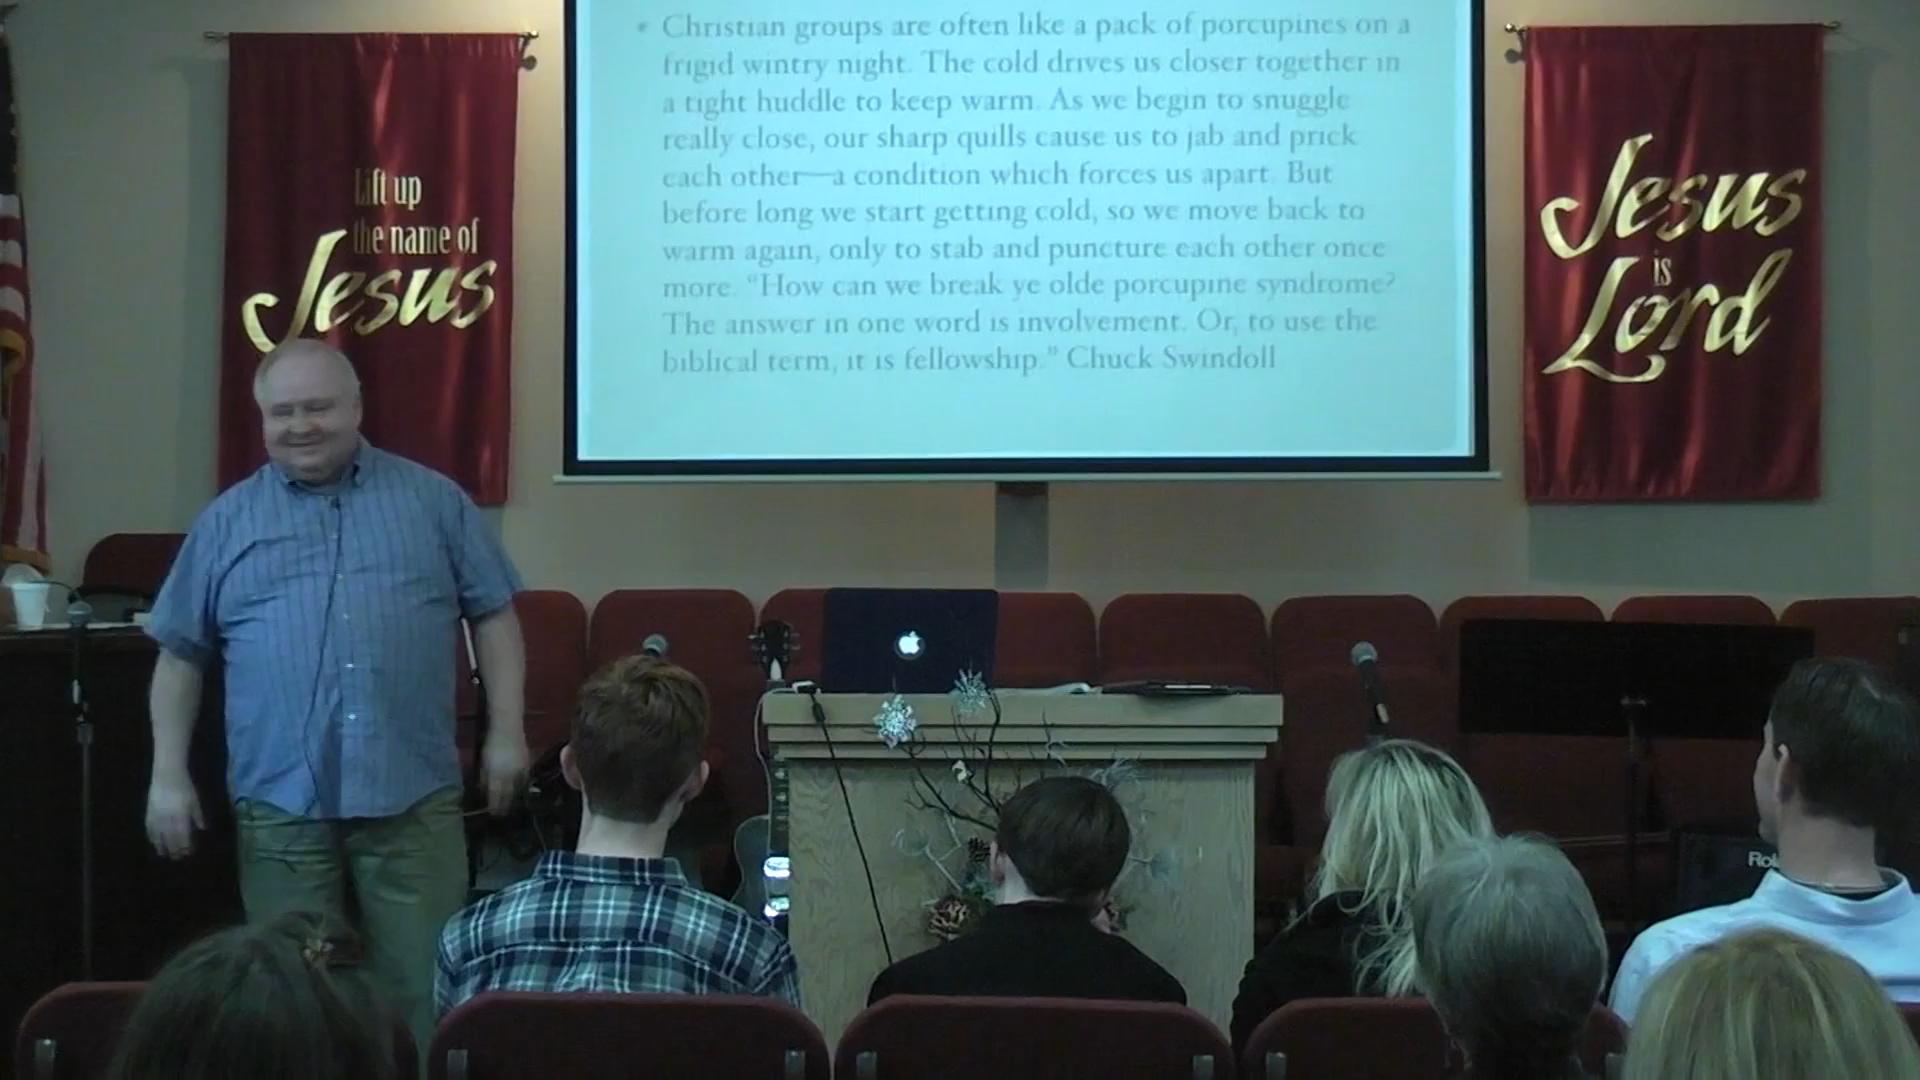 Christian groups are often like a pack of porcupines on a
frigid wintry night. The cold drives us closer together in
a tight huddle to keep warm. As we begin to snuggle
really close, our sharp quills cause us to jab and prick
each other—a condition which forces us apart. But
before long we start getting cold, so we move back to
warm again, only to stab and puncture each other once
more. “How can we break ye olde porcupine syndrome?
The answer in one word is involvement. Or, to use the
biblical term, it is fellowship.” Chuck Swindoll
Lift up
the name of
Jesus
Jesus
is
Lord